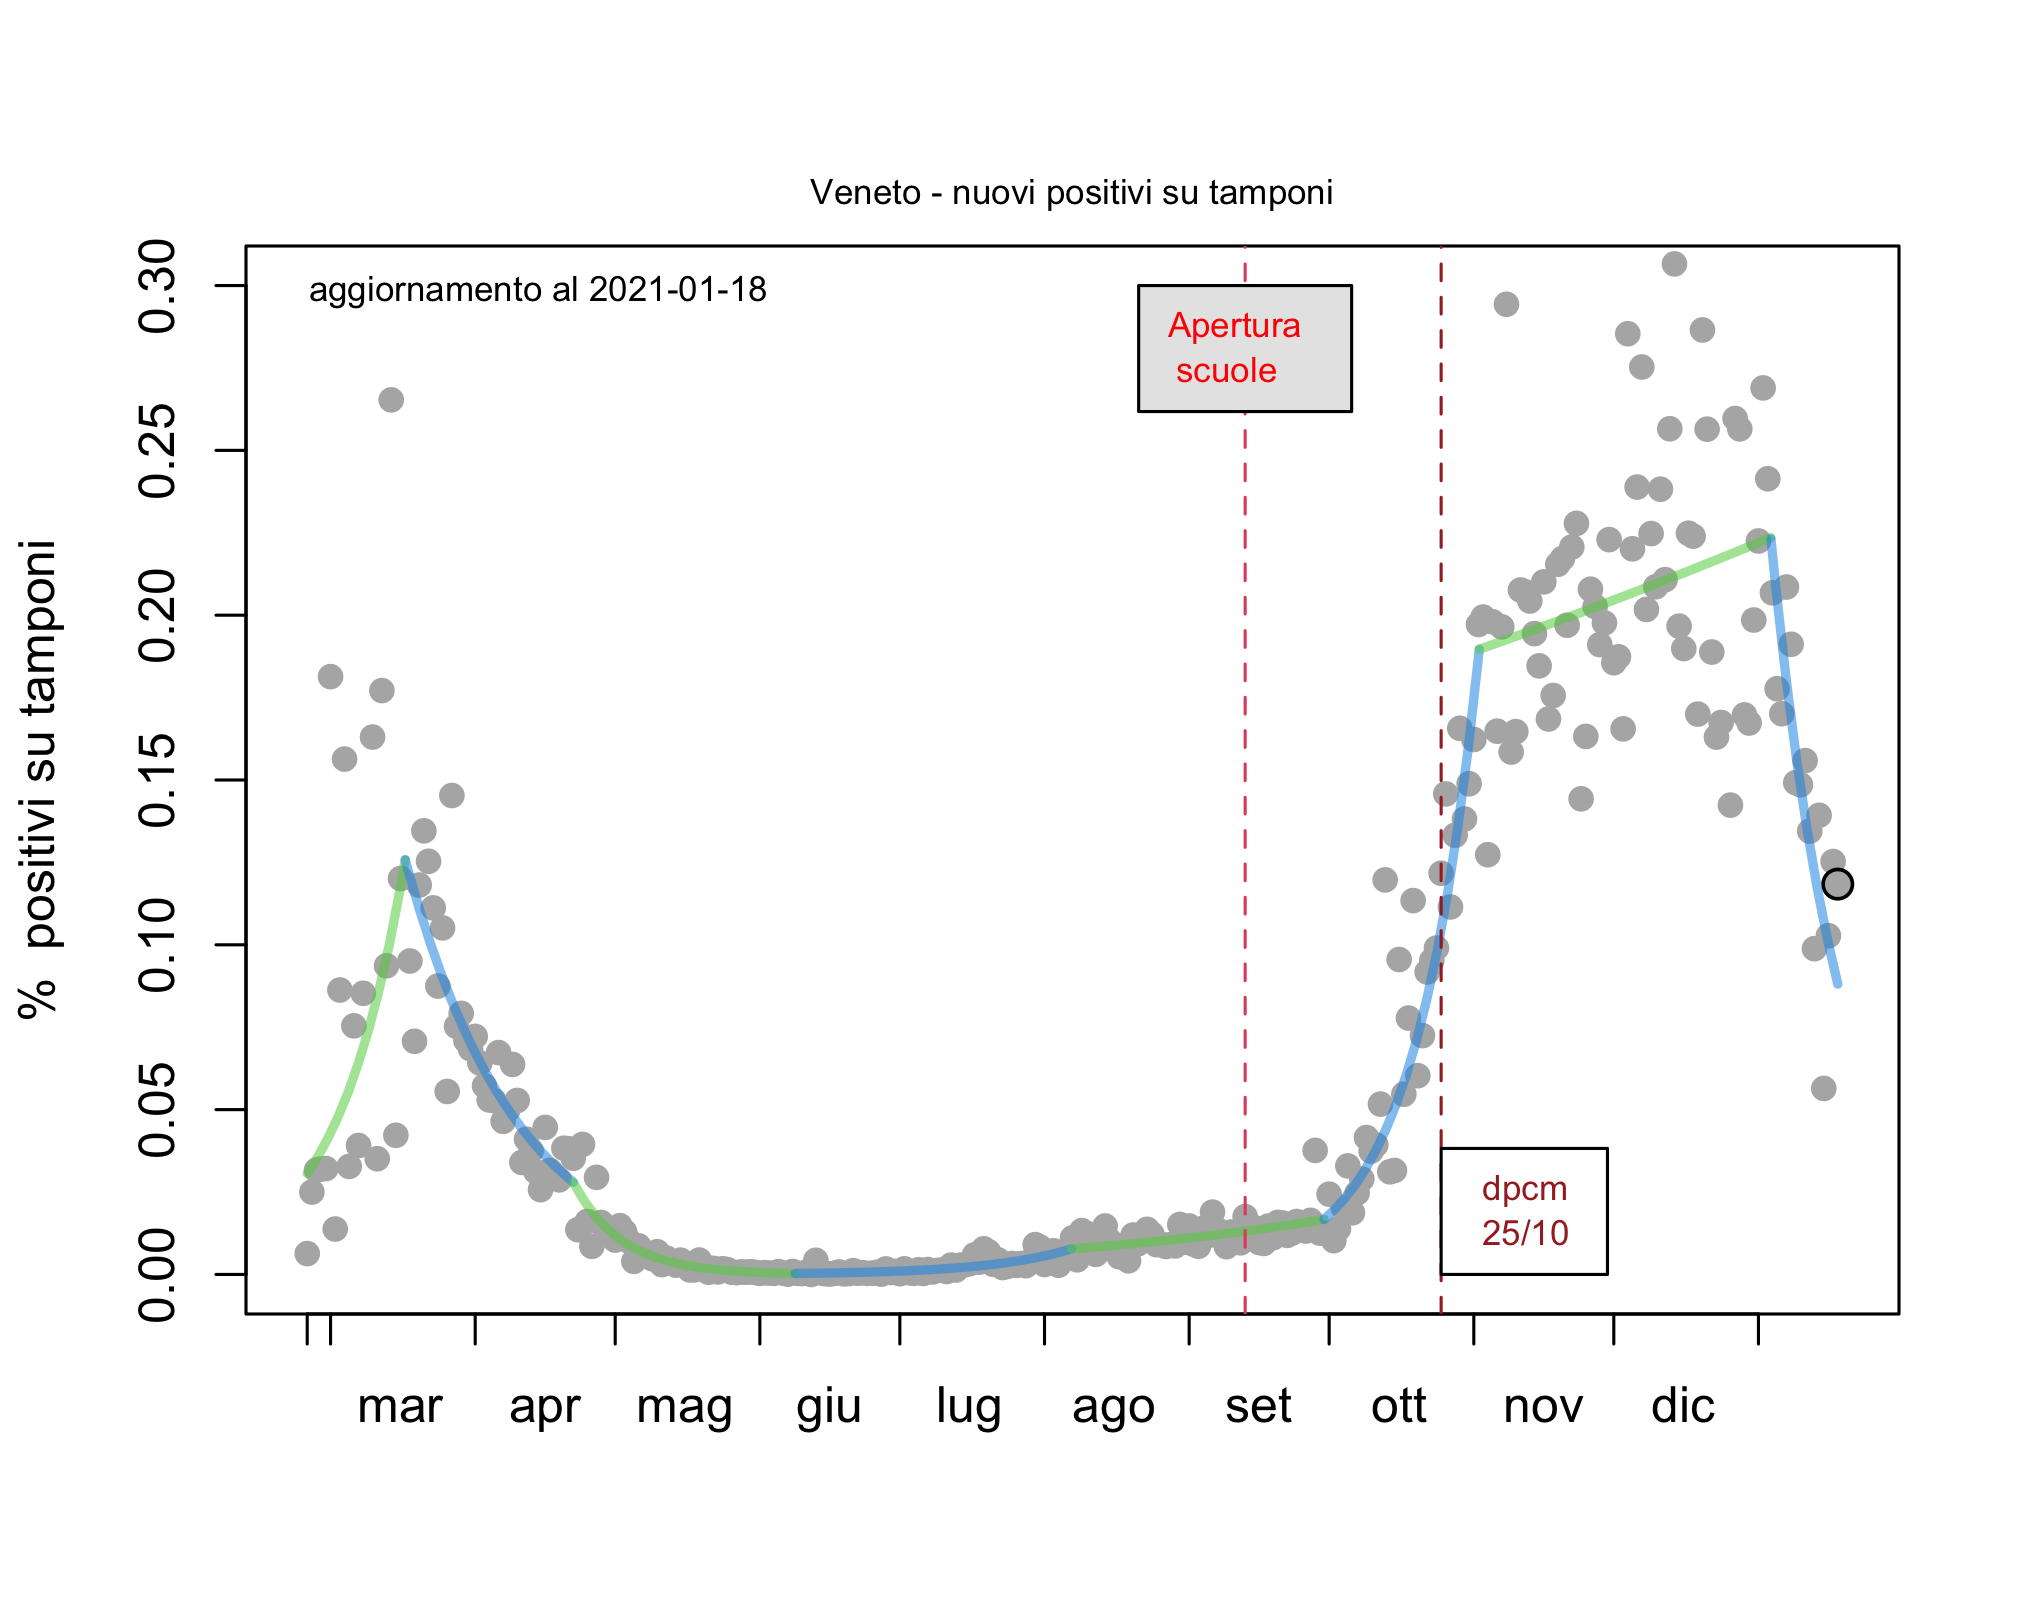 Veneto - nuovi positivi su tamponi
aggiornamento al 2021-01-18
Apertura
scuole
dpcm
25/10
% positivi su tamponi
0.30
0.25
0.20
0.15
0.10
0.05
0.00
mar apr mag giu lug ago set ott nov dic